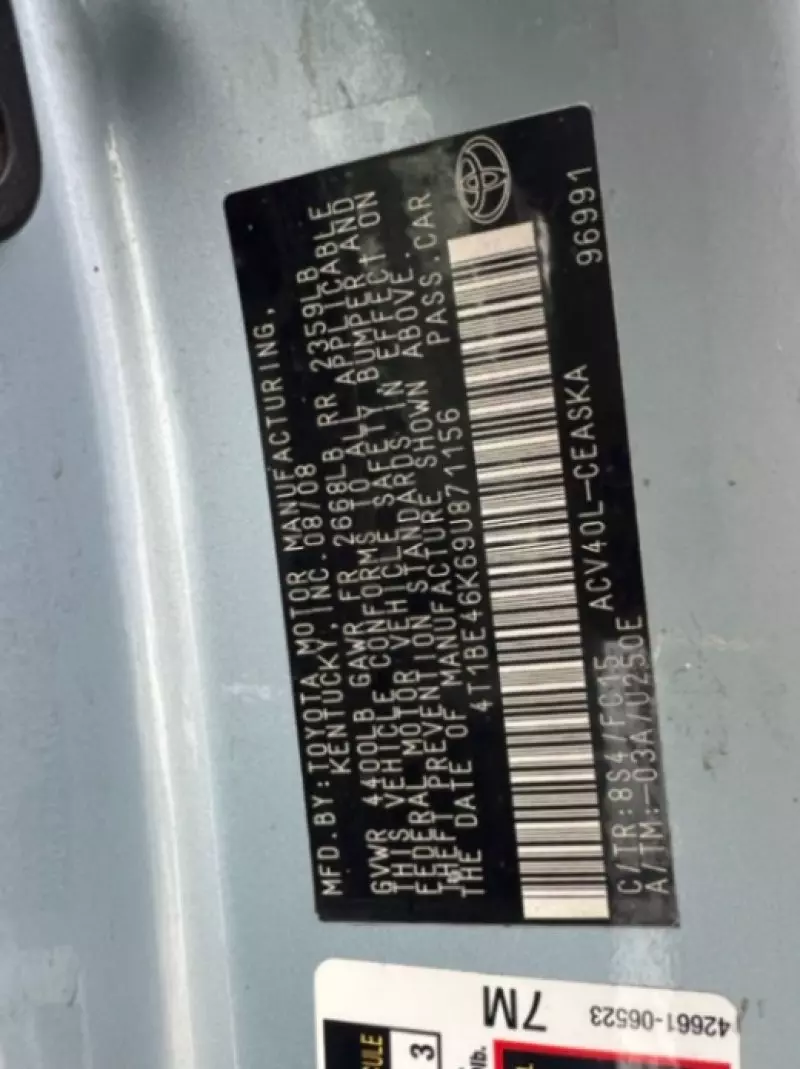 MFD. BY: TOYOTA MOTOR MANUFACTURING,
KENTUCKY, INC. 08/08
GVWR 4400LB GAWR FR 2668LB RR 2359LB
THIS VEHICLE CONFORMS TO ALL APPLICABLE
FEDERAL MOTOR VEHICLE SAFETY, BUMPER, AND
THEFT PREVENTION STANDARDS IN EFFECT ON
THE DATE OF MANUFACTURE SHOWN ABOVE.
4T1BE46K69U871156 PASS.CAR
96991
ACV40L-CEASKA
C/TR: 8S4/FC15
A/TM: -03A/U250E
7M
42661-06523
3